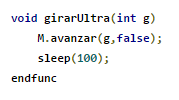 void girarUltra(int g)
M.avanzar(g,false);
sleep(100);
endfunc